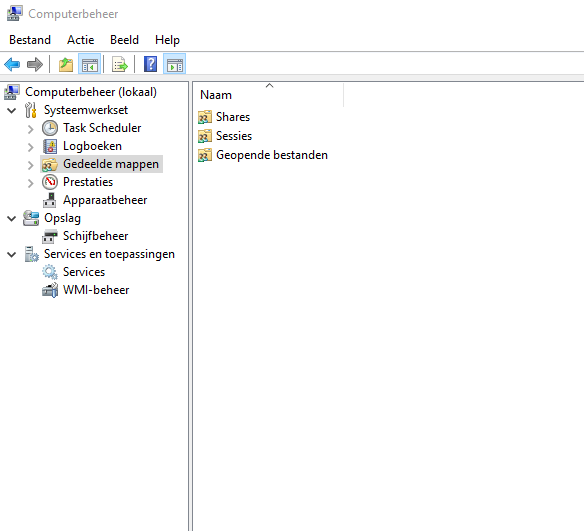 Computerbeheer
Bestand Actie Beeld Help
Computerbeheer (lokaal)
Systeemwerkset
Task Scheduler
Logboeken
Gedeelde mappen
Prestaties
Apparaatbeheer
Opslag
Schijfbeheer
Services en toepassingen
Services
WMI-beheer
Naam
Shares
Sessies
Geopende bestanden